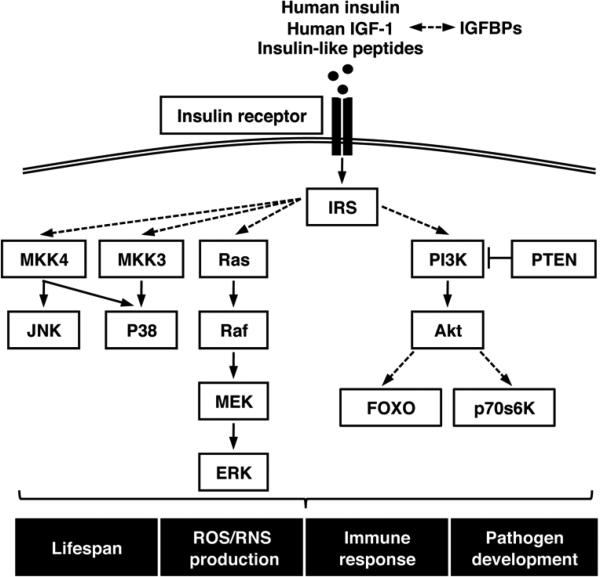 Human insulin
Human IGF-1
IGFBPs
Insulin-like peptides
Insulin receptor
IRS
MKK4
MKK3
Ras
PI3K
PTEN
JNK
P38
Raf
Akt
MEK
FOXO
p70s6K
ERK
Lifespan
ROS/RNS
production
Immune
response
Pathogen
development